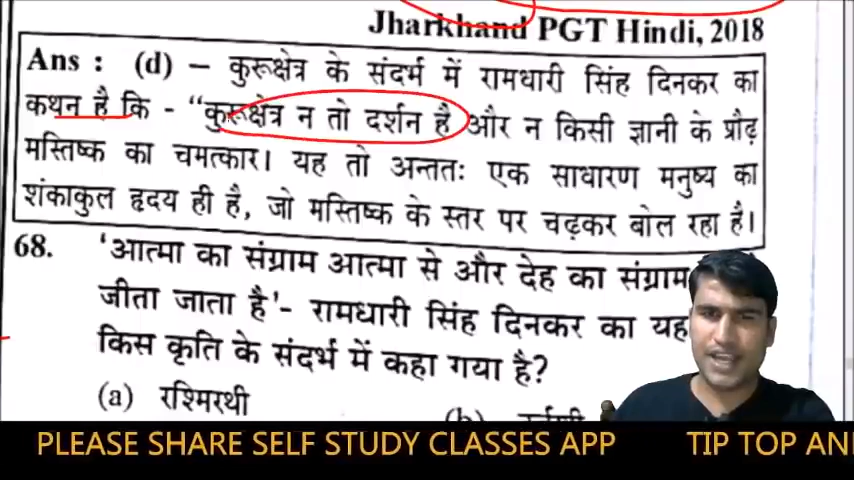 Jharkhand PGT Hindi, 2018
Ans : (d) – कुरूक्षेत्र के संदर्भ में रामधारी सिंह दिनकर का
कथन है कि - “कुरूक्षेत्र न तो दर्शन है और न किसी ज्ञानी के प्रौढ़
मस्तिष्क का चमत्कार। यह तो अन्ततः एक साधारण मनुष्य का
शंकाकुल हृदय ही है, जो मस्तिष्क के स्तर पर चढ़कर बोल रहा है।
68. ‘आत्मा का संग्राम आत्मा से और देह का संग्राम
जीता जाता है’- रामधारी सिंह दिनकर का यह
किस कृति के संदर्भ में कहा गया है?
(a) रश्मिरथी
PLEASE SHARE SELF STUDY CLASSES APP TIP TOP AN